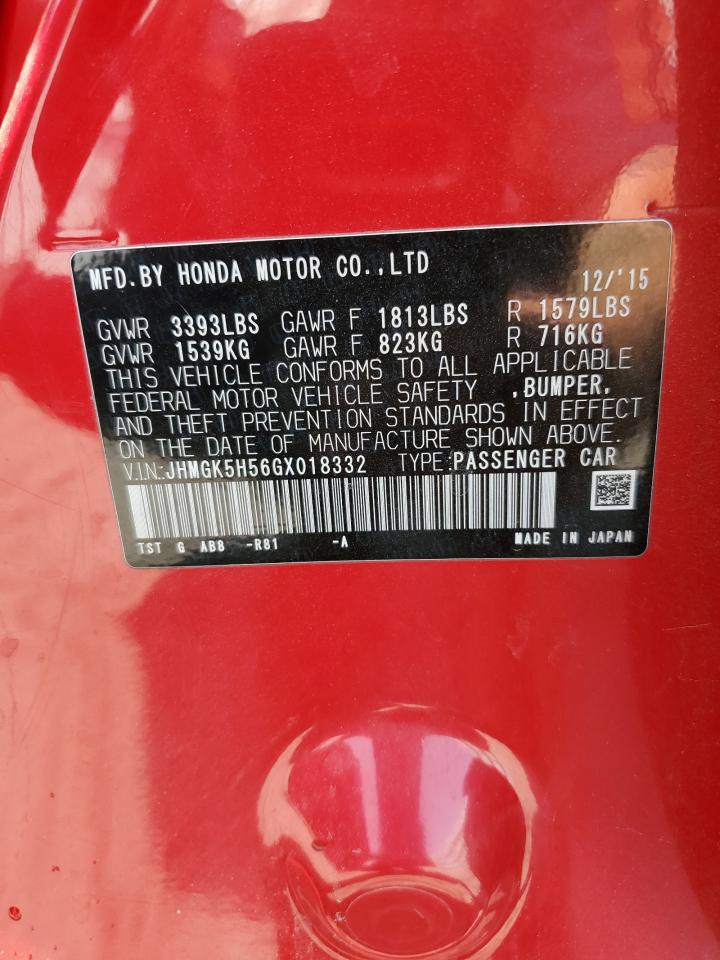 MFD.BY HONDA MOTOR CO.,LTD 12/'15
GVWR 3393LBS GAWR F 1813LBS R 1579LBS
GVWR 1539KG GAWR F 823KG R 716KG
THIS VEHICLE CONFORMS TO ALL APPLICABLE
FEDERAL MOTOR VEHICLE SAFETY ,BUMPER,
AND THEFT PREVENTION STANDARDS IN EFFECT
ON THE DATE OF MANUFACTURE SHOWN ABOVE.
V.I.N.:JHMGK5H56GX018332 TYPE:PASSENGER CAR
TST G AB8 -R81 -A MADE IN JAPAN